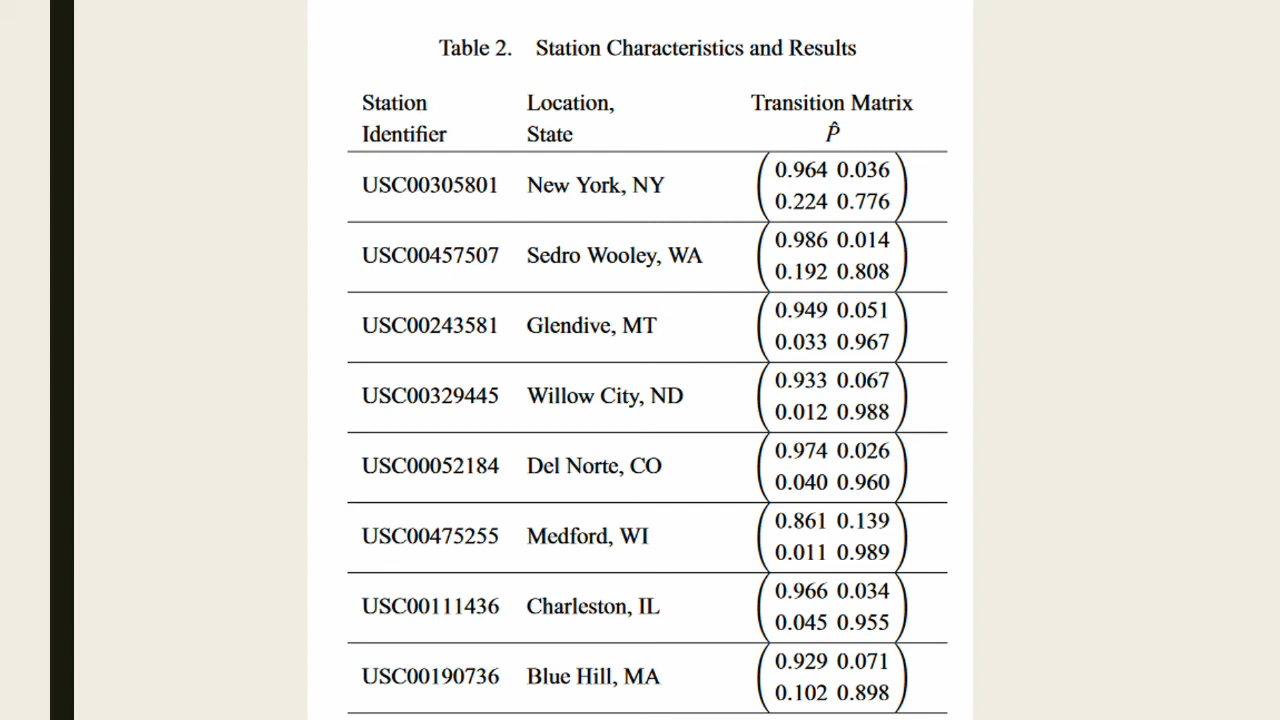 Table 2. Station Characteristics and Results
Station Location, Transition Matrix
Identifier State P̂
0.964 0.036
USC00305801 New York, NY
0.224 0.776
0.986 0.014
USC00457507 Sedro Wooley, WA
0.192 0.808
0.949 0.051
USC00243581 Glendive, MT
0.033 0.967
0.933 0.067
USC00329445 Willow City, ND
0.012 0.988
0.974 0.026
USC00052184 Del Norte, CO
0.040 0.960
0.861 0.139
USC00475255 Medford, WI
0.011 0.989
0.966 0.034
USC00111436 Charleston, IL
0.045 0.955
0.929 0.071
USC00190736 Blue Hill, MA
0.102 0.898